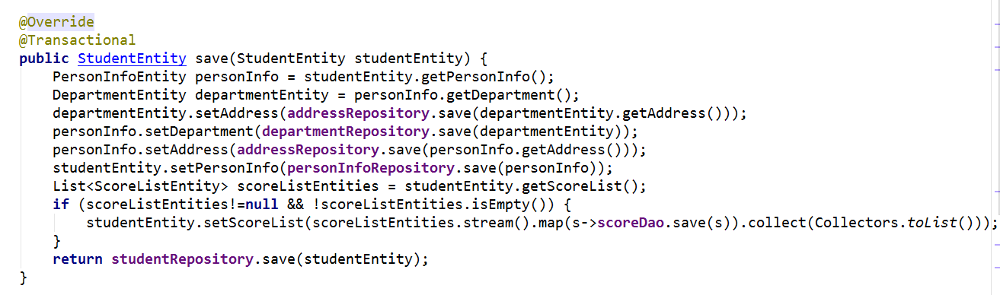 @Override
@Transactional
public StudentEntity save(StudentEntity studentEntity) {
    PersonInfoEntity personInfo = studentEntity.getPersonInfo();
    DepartmentEntity departmentEntity = personInfo.getDepartment();
    departmentEntity.setAddress(addressRepository.save(departmentEntity.getAddress()));
    personInfo.setDepartment(departmentRepository.save(departmentEntity));
    personInfo.setAddress(addressRepository.save(personInfo.getAddress()));
    studentEntity.setPersonInfo(personInfoRepository.save(personInfo));
    List<ScoreListEntity> scoreListEntities = studentEntity.getScoreList();
    if (scoreListEntities!=null && !scoreListEntities.isEmpty()) {
        studentEntity.setScoreList(scoreListEntities.stream().map(s->scoreDao.save(s)).collect(Collectors.toList()));
    }
    return studentRepository.save(studentEntity);
}